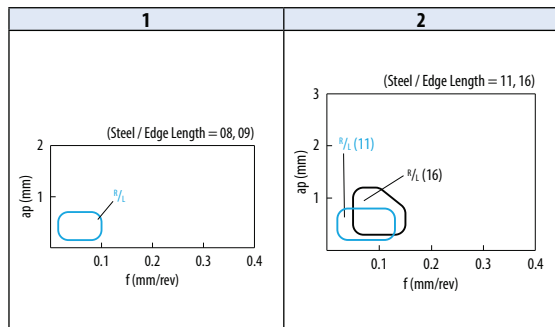 1
2
(Steel / Edge Length = 08, 09)
2
1
ap (mm)
R/L
0.1 0.2 0.3 0.4
f (mm/rev)
(Steel / Edge Length = 11, 16)
3
2
1
ap (mm)
R/L (11)
R/L (16)
0.1 0.2 0.3 0.4
f (mm/rev)